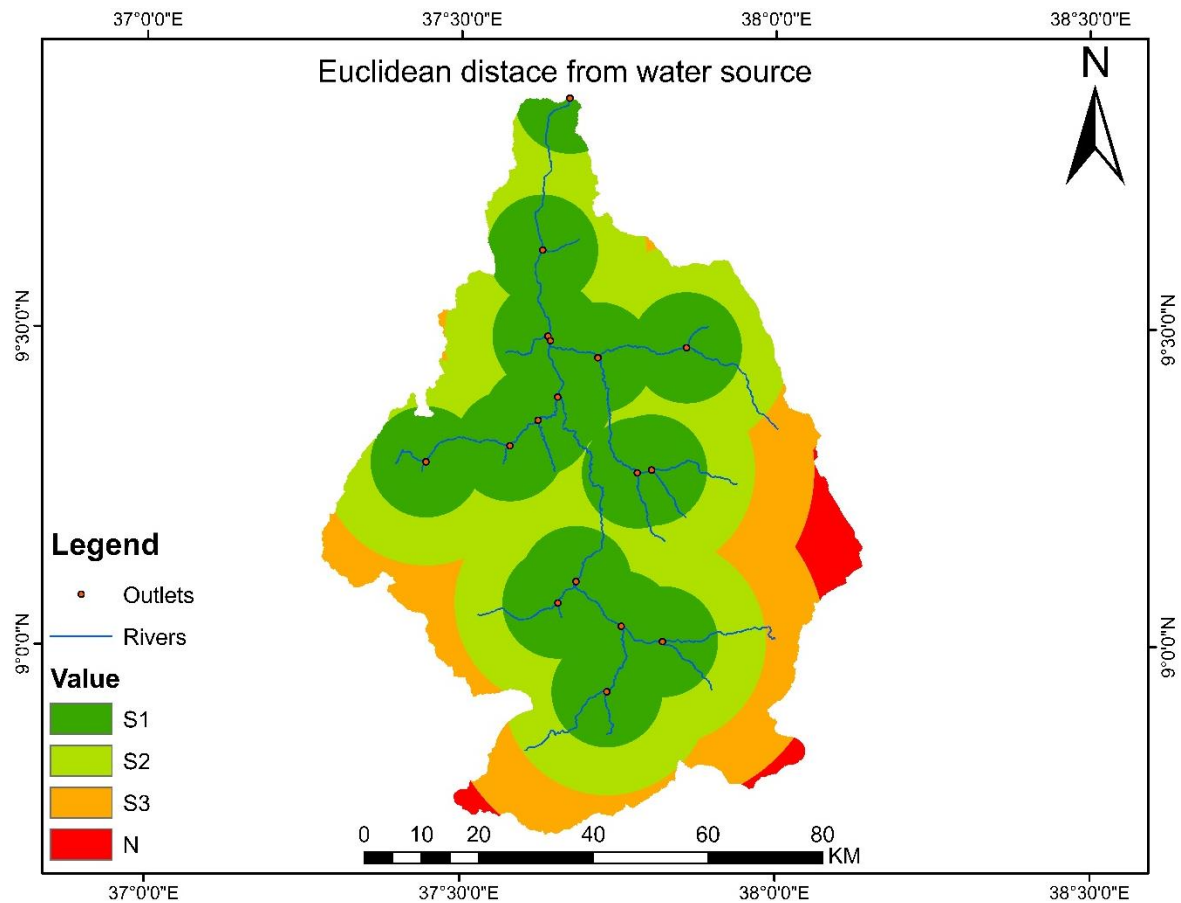 37°0'0"E 37°30'0"E 38°0'0"E 38°30'0"E
Euclidean distace from water source
N
9°30'0"N 9°30'0"N
9°0'0"N 9°0'0"N
Legend
Outlets
Rivers
Value
S1
S2
S3
N
0 10 20 40 60 80
KM
37°0'0"E 37°30'0"E 38°0'0"E 38°30'0"E